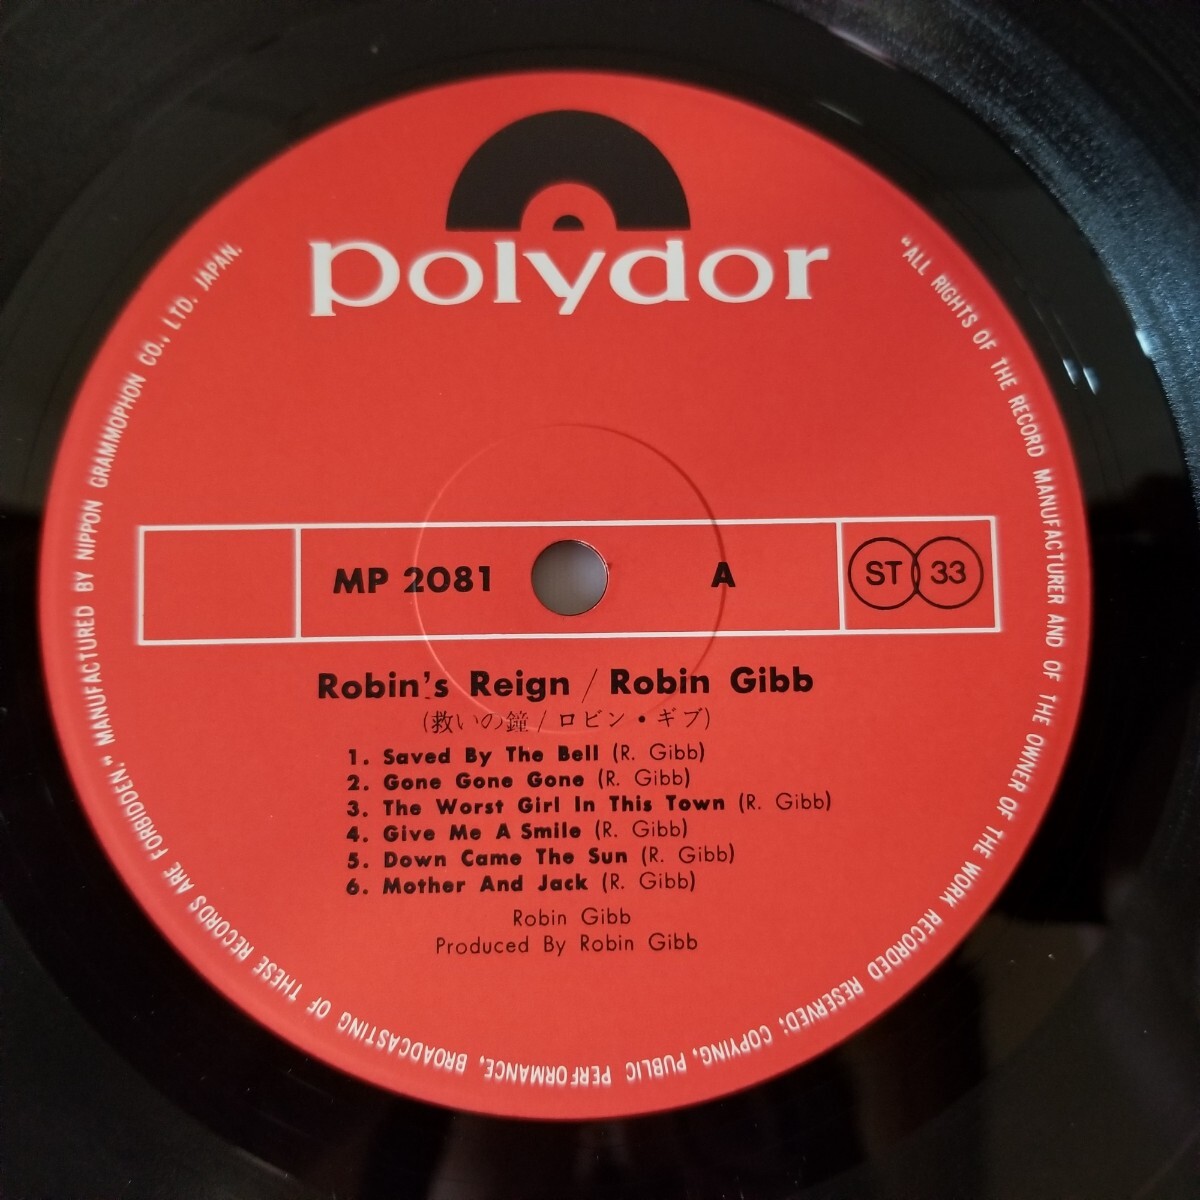 polydor
MP 2081
A
ST 33
Robin's Reign / Robin Gibb
(救いの鐘 / ロビン・ギブ)
1. Saved By The Bell (R. Gibb)
2. Gone Gone Gone (R. Gibb)
3. The Worst Girl In This Town (R. Gibb)
4. Give Me A Smile (R. Gibb)
5. Down Came The Sun (R. Gibb)
6. Mother And Jack (R. Gibb)
Robin Gibb
Produced By Robin Gibb
"ALL RIGHTS OF THE RECORD MANUFACTURER AND OF THE OWNER OF THE WORK RECORDED RESERVED; COPYING, PUBLIC PERFORMANCE, BROADCASTING OF THESE RECORDS ARE FORBIDDEN." MANUFACTURED BY NIPPON GRAMMOPHON CO., LTD. JAPAN.